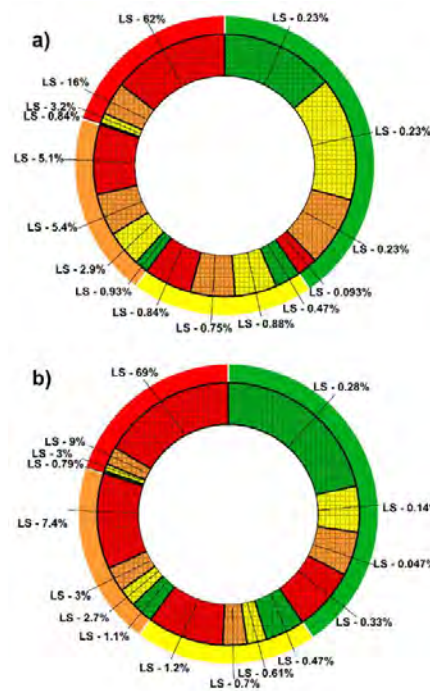 a)
LS - 62%
LS - 0.23%
LS - 16%
LS - 3.2%
LS - 0.84%
LS - 0.23%
LS - 5.1%
LS - 5.4%
LS - 0.23%
LS - 2.9%
LS - 0.093%
LS - 0.93%
LS - 0.47%
LS - 0.84%
LS - 0.88%
LS - 0.75%
b)
LS - 69%
LS - 0.28%
LS - 9%
LS - 3%
LS - 0.79%
LS - 0.14%
LS - 7.4%
LS - 0.047%
LS - 3%
LS - 0.33%
LS - 2.7%
LS - 1.1%
LS - 0.47%
LS - 1.2%
LS - 0.61%
LS - 0.7%